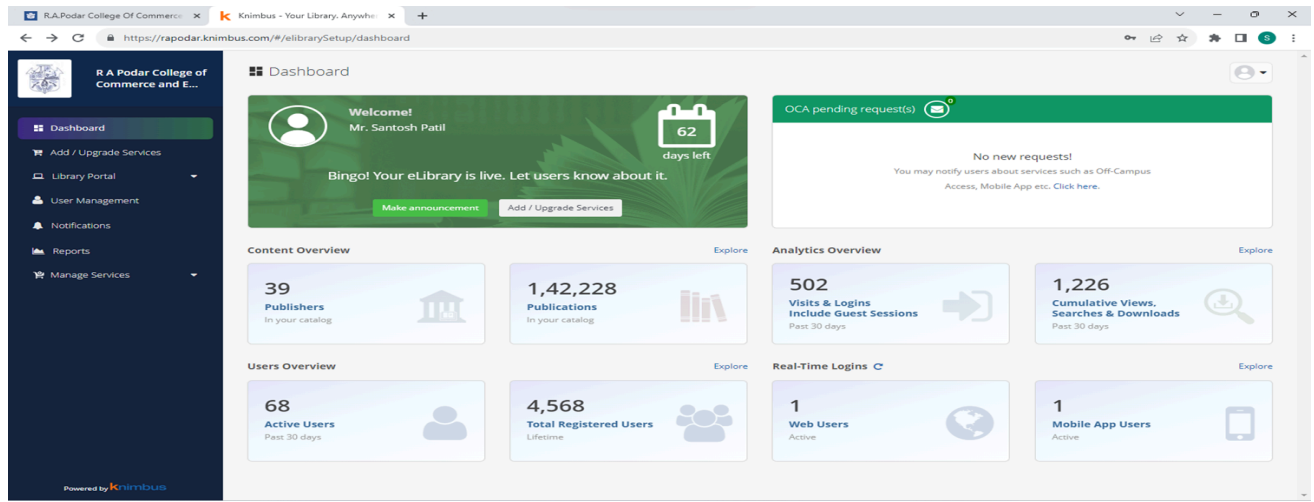 R.A.Podar College Of Commerce
Knimbus - Your Library. Anywhe
https://rapodar.knimbus.com/#/elibrarySetup/dashboard
S
R A Podar College of
Commerce and E...
Dashboard
Add / Upgrade Services
Library Portal
User Management
Notifications
Reports
Manage Services
Powered by Knimbus
Dashboard
Welcome!
Mr. Santosh Patil
62
days left
Bingo! Your eLibrary is live. Let users know about it.
Make announcement
Add / Upgrade Services
OCA pending request(s)
0
No new requests!
You may notify users about services such as Off-Campus
Access, Mobile App etc. Click here.
Content Overview
Explore
39
Publishers
In your catalog
1,42,228
Publications
In your catalog
Analytics Overview
Explore
502
Visits & Logins
Include Guest Sessions
Past 30 days
1,226
Cumulative Views,
Searches & Downloads
Past 30 days
Users Overview
Explore
68
Active Users
Past 30 days
4,568
Total Registered Users
Lifetime
Real-Time Logins
Explore
1
Web Users
Active
1
Mobile App Users
Active